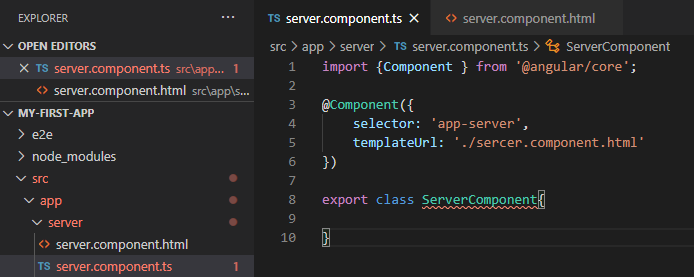 EXPLORER
OPEN EDITORS
TS server.component.ts src\app... 1
<> server.component.html src\app\s...
MY-FIRST-APP
e2e
node_modules
src
app
server
<> server.component.html
TS server.component.ts 1
TS server.component.ts <> server.component.html
src > app > server > TS server.component.ts > ServerComponent
1 import {Component } from '@angular/core';
2
3 @Component({
4 selector: 'app-server',
5 templateUrl: './sercer.component.html'
6 })
7
8 export class ServerComponent{
9
10 }